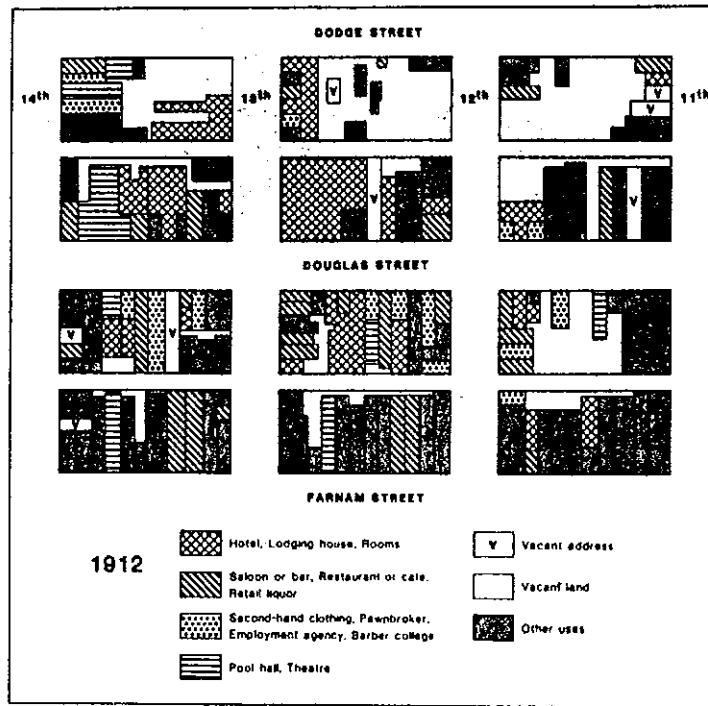 DODGE STREET
14th
13th
12th
11th
V
V
V
V
V
DOUGLAS STREET
V
V
V
FARNAM STREET
1912
Hotel, Lodging house, Rooms
Saloon or bar, Restaurant or cafe,
Retail liquor
Second-hand clothing, Pawnbroker,
Employment agency, Barber college
Pool hall, Theatre
V Vacant address
Vacant land
Other uses